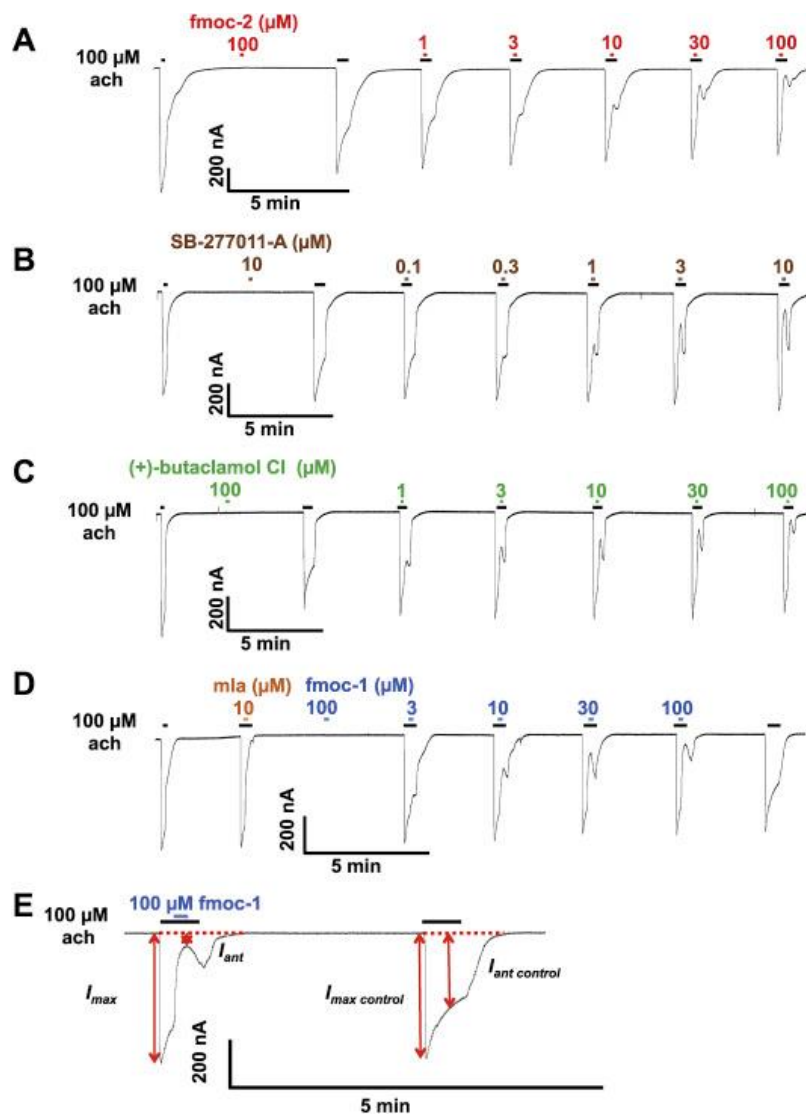 A
fmoc-2 (μM)
100 1 3 10 30 100
100 μM
ach
200 nA
5 min
B
SB-277011-A (μM)
10 0.1 0.3 1 3 10
100 μM
ach
200 nA
5 min
C
(+)-butaclamol Cl (μM)
100 1 3 10 30 100
100 μM
ach
200 nA
5 min
D
mla (μM) fmoc-1 (μM)
10 100 3 10 30 100
100 μM
ach
200 nA
5 min
E
100 μM fmoc-1
100 μM
ach
I ant
I max
I max control
I ant control
200 nA
5 min